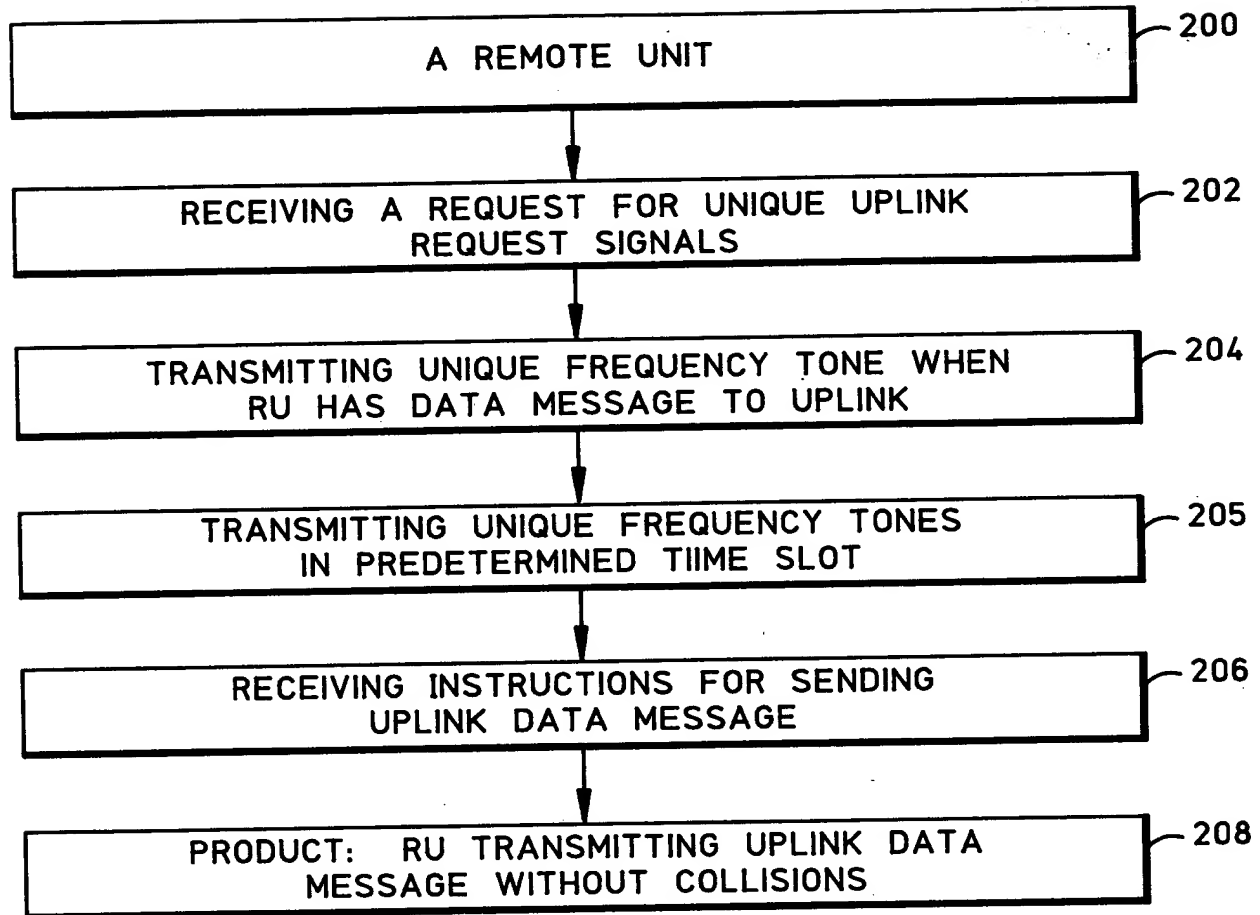 A REMOTE UNIT
200
RECEIVING A REQUEST FOR UNIQUE UPLINK
REQUEST SIGNALS
202
TRANSMITTING UNIQUE FREQUENCY TONE WHEN
RU HAS DATA MESSAGE TO UPLINK
204
TRANSMITTING UNIQUE FREQUENCY TONES
IN PREDETERMINED TIIME SLOT
205
RECEIVING INSTRUCTIONS FOR SENDING
UPLINK DATA MESSAGE
206
PRODUCT: RU TRANSMITTING UPLINK DATA
MESSAGE WITHOUT COLLISIONS
208